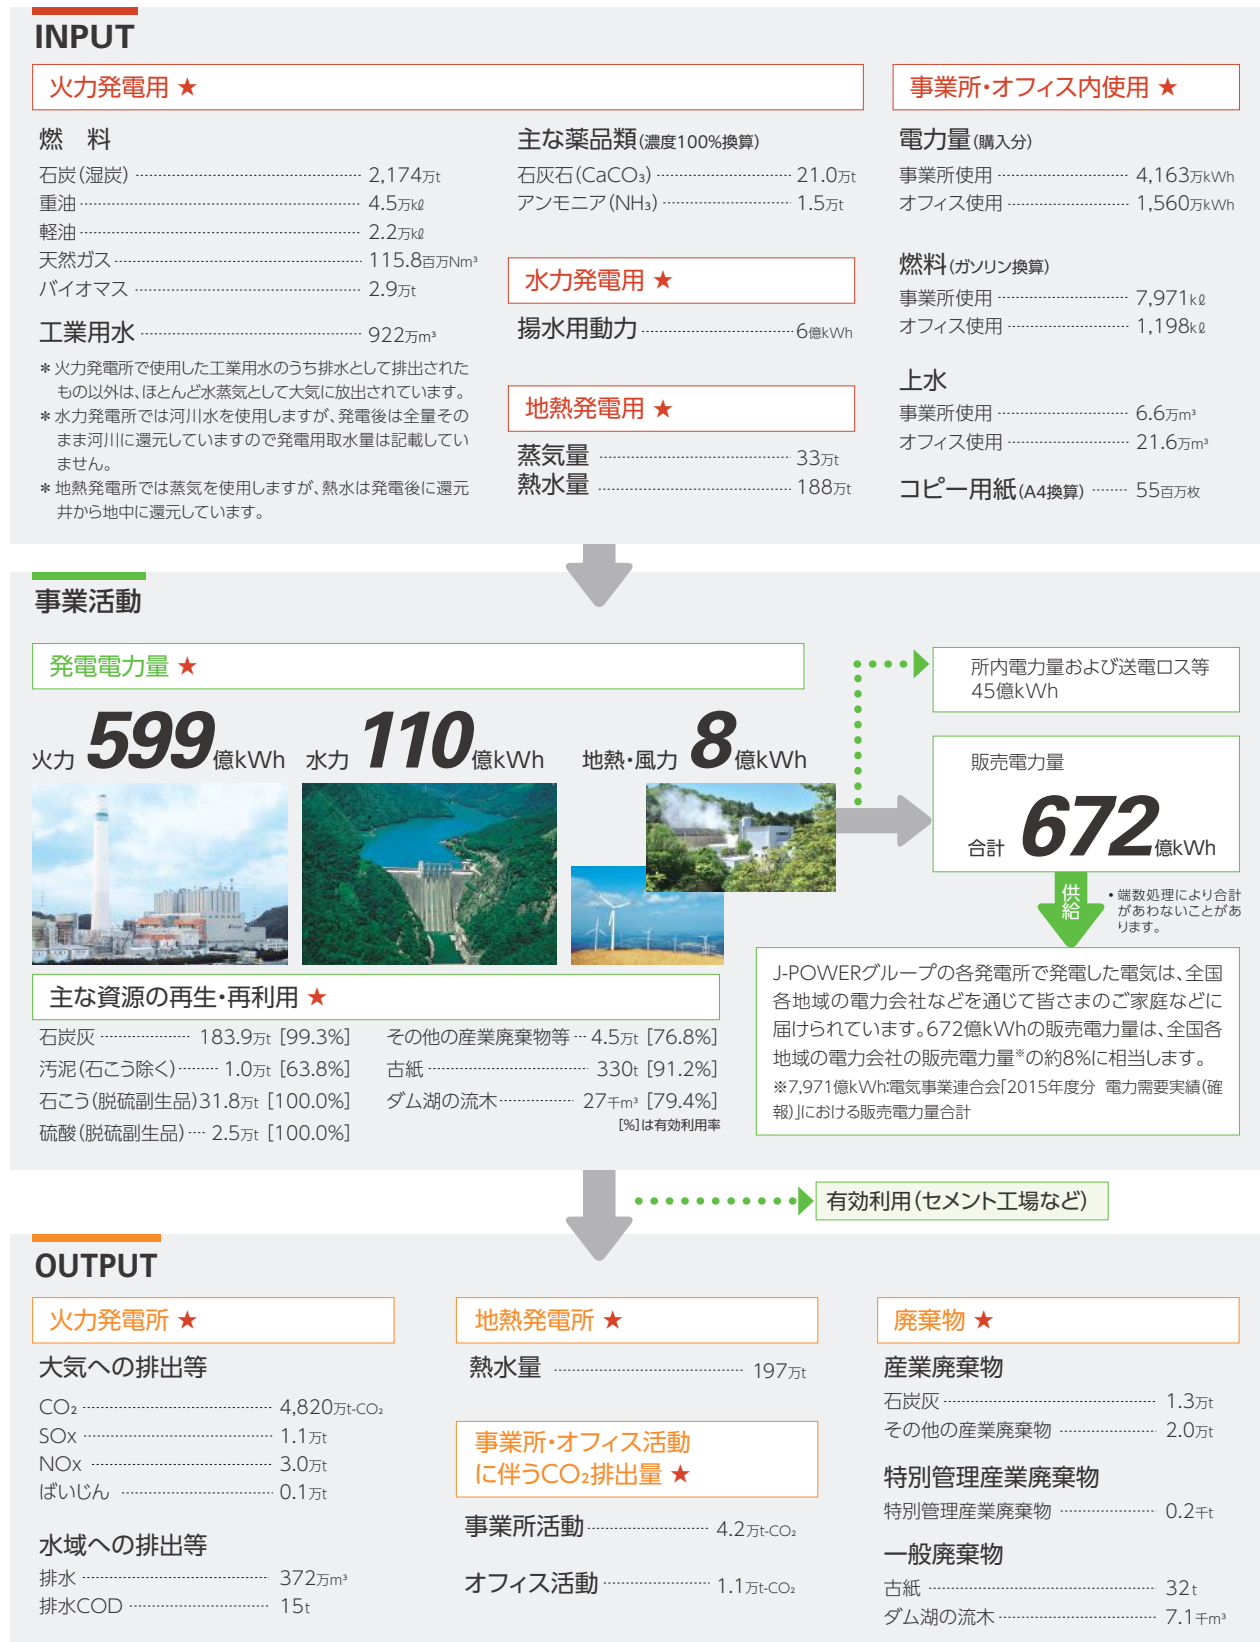 INPUT
火力発電用 ★
燃　料
石炭（湿炭） 2,174万t
重油 4.5万kℓ
軽油 2.2万kℓ
天然ガス 115.8百万Nm³
バイオマス 2.9万t
工業用水 922万m³
＊火力発電所で使用した工業用水のうち排水として排出された
もの以外は、ほとんど水蒸気として大気に放出されています。
＊水力発電所では河川水を使用しますが、発電後は全量その
まま河川に還元していますので発電用取水量は記載してい
ません。
＊地熱発電所では蒸気を使用しますが、熱水は発電後に還元
井から地中に還元しています。
主な薬品類（濃度100%換算）
石灰石（CaCO₃） 21.0万t
アンモニア（NH₃） 1.5万t
水力発電用 ★
揚水用動力 6億kWh
地熱発電用 ★
蒸気量 33万t
熱水量 188万t
事業所・オフィス内使用 ★
電力量（購入分）
事業所使用 4,163万kWh
オフィス使用 1,560万kWh
燃料（ガソリン換算）
事業所使用 7,971kℓ
オフィス使用 1,198kℓ
上水
事業所使用 6.6万m³
オフィス使用 21.6万m³
コピー用紙（A4換算） 55百万枚
事業活動
発電電力量 ★
火力 599億kWh
水力 110億kWh
地熱・風力 8億kWh
所内電力量および送電ロス等
45億kWh
販売電力量
合計 672億kWh
供給
・端数処理により合計
があわないことがあ
ります。
J-POWERグループの各発電所で発電した電気は、全国
各地域の電力会社などを通じて皆さまのご家庭などに
届けられています。672億kWhの販売電力量は、全国各
地域の電力会社の販売電力量※の約8%に相当します。
※7,971億kWh:電気事業連合会「2015年度分　電力需要実績（確
報）」における販売電力量合計
主な資源の再生・再利用 ★
石炭灰 183.9万t [99.3%]
汚泥（石こう除く） 1.0万t [63.8%]
石こう（脱硫副生品）31.8万t [100.0%]
硫酸（脱硫副生品） 2.5万t [100.0%]
その他の産業廃棄物等 4.5万t [76.8%]
古紙 330t [91.2%]
ダム湖の流木 27千m³ [79.4%]
[%]は有効利用率
有効利用（セメント工場など）
OUTPUT
火力発電所 ★
大気への排出等
CO₂ 4,820万t-CO₂
SOx 1.1万t
NOx 3.0万t
ばいじん 0.1万t
水域への排出等
排水 372万m³
排水COD 15t
地熱発電所 ★
熱水量 197万t
事業所・オフィス活動
に伴うCO₂排出量 ★
事業所活動 4.2万t-CO₂
オフィス活動 1.1万t-CO₂
廃棄物 ★
産業廃棄物
石炭灰 1.3万t
その他の産業廃棄物 2.0万t
特別管理産業廃棄物
特別管理産業廃棄物 0.2千t
一般廃棄物
古紙 32t
ダム湖の流木 7.1千m³